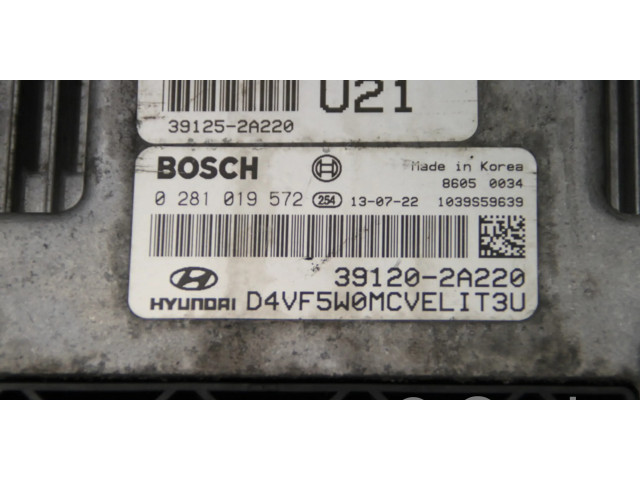 U21
39125-2A220
BOSCH
Made in Korea
8605 0034
0 281 019 572 254 13-07-22 1039S59639
39120-2A220
HYUNDAI D4VF5W0MCVELIT3U